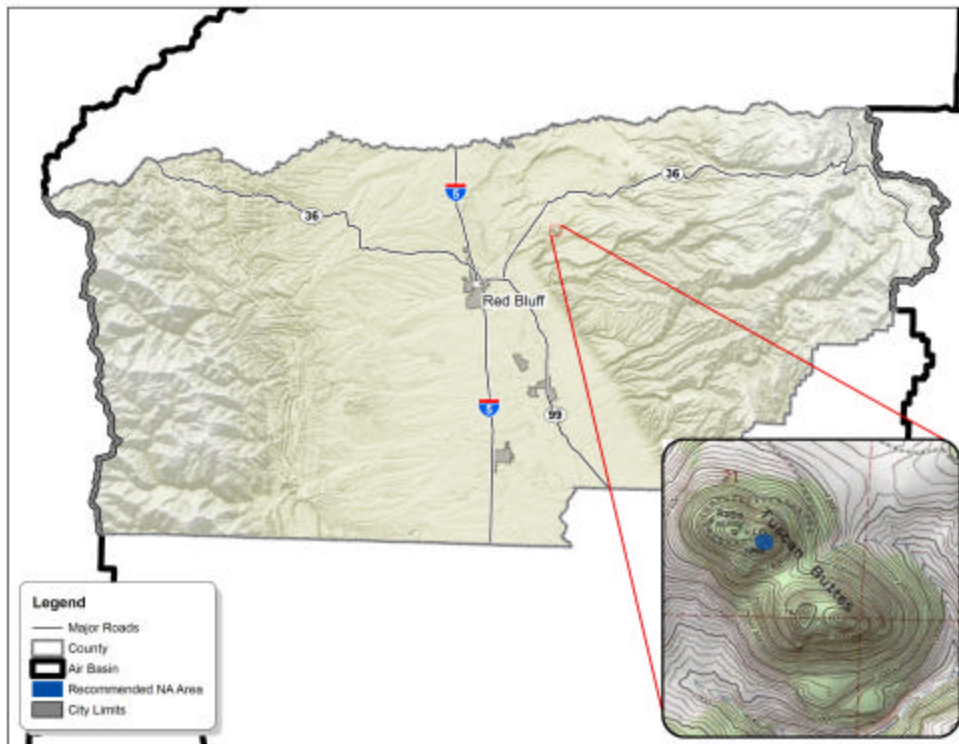 36
5
36
Red Bluff
5
99
21
Tuscan Buttes
Legend
Major Roads
County
Air Basin
Recommended NA Area
City Limits